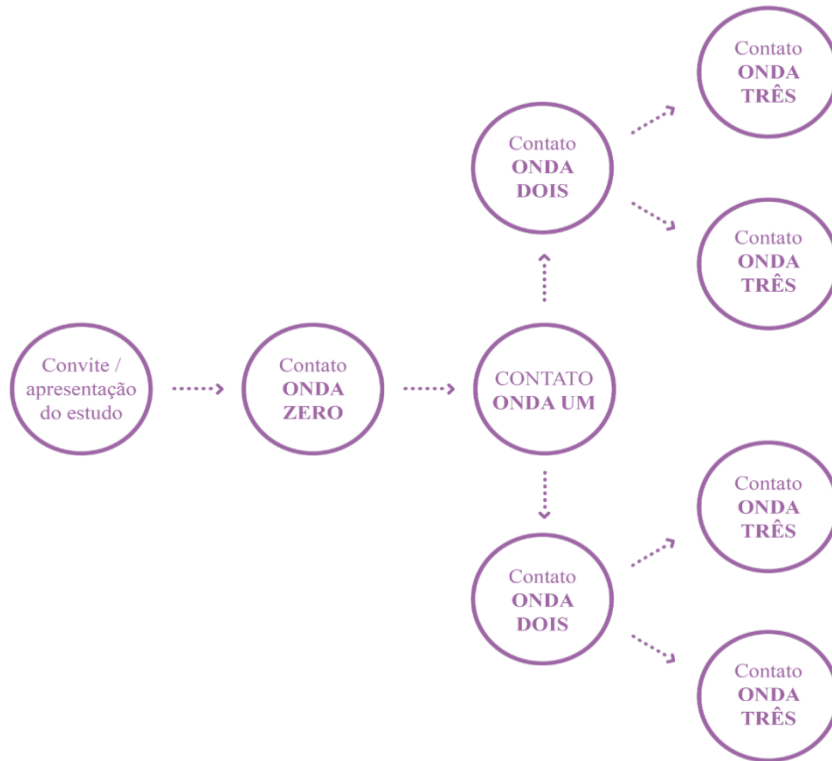 Convite /
apresentação
do estudo
Contato
ONDA
ZERO
CONTATO
ONDA UM
Contato
ONDA
DOIS
Contato
ONDA
TRÊS
Contato
ONDA
TRÊS
Contato
ONDA
DOIS
Contato
ONDA
TRÊS
Contato
ONDA
TRÊS